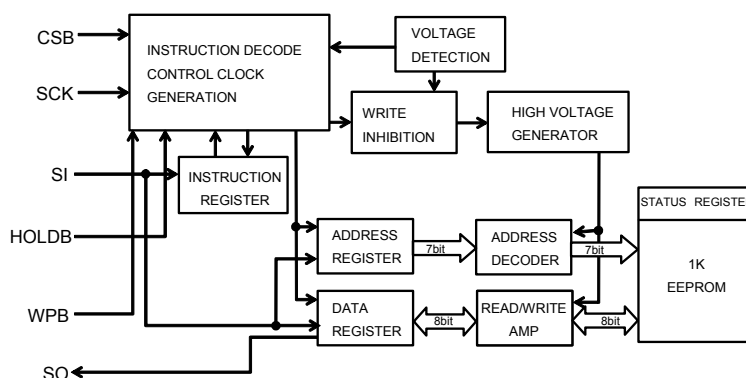 CSB
SCK
SI
HOLDB
WPB
SO
INSTRUCTION DECODE
CONTROL CLOCK
GENERATION
VOLTAGE
DETECTION
WRITE
INHIBITION
HIGH VOLTAGE
GENERATOR
INSTRUCTION
REGISTER
ADDRESS
REGISTER
7bit
ADDRESS
DECODER
7bit
DATA
REGISTER
8bit
READ/WRITE
AMP
8bit
STATUS REGISTE
1K
EEPROM